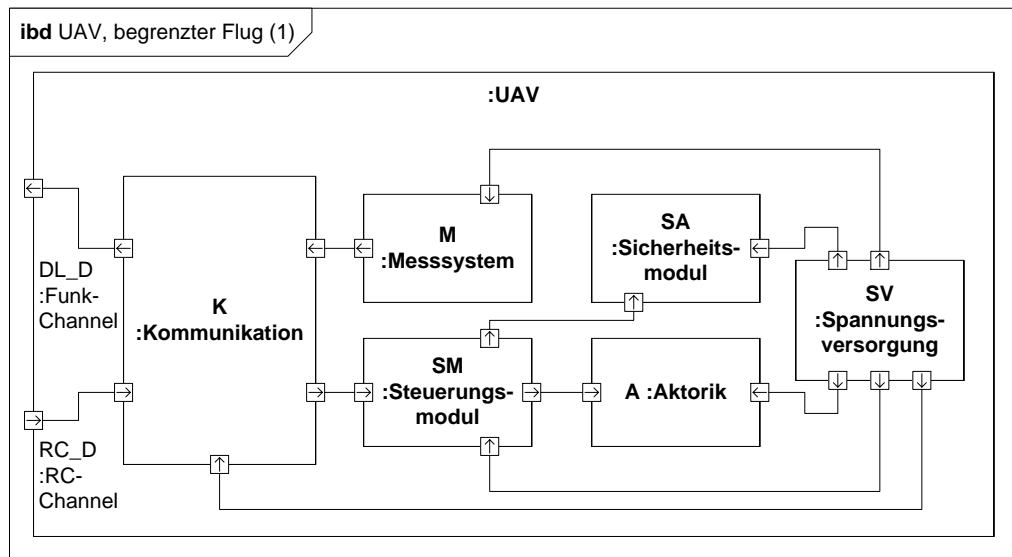 ibd UAV, begrenzter Flug (1)
:UAV
M
:Messsystem
SA
:Sicherheits-
modul
SV
:Spannungs-
versorgung
DL_D
:Funk-
Channel
K
:Kommunikation
SM
:Steuerungs-
modul
A :Aktorik
RC_D
:RC-
Channel